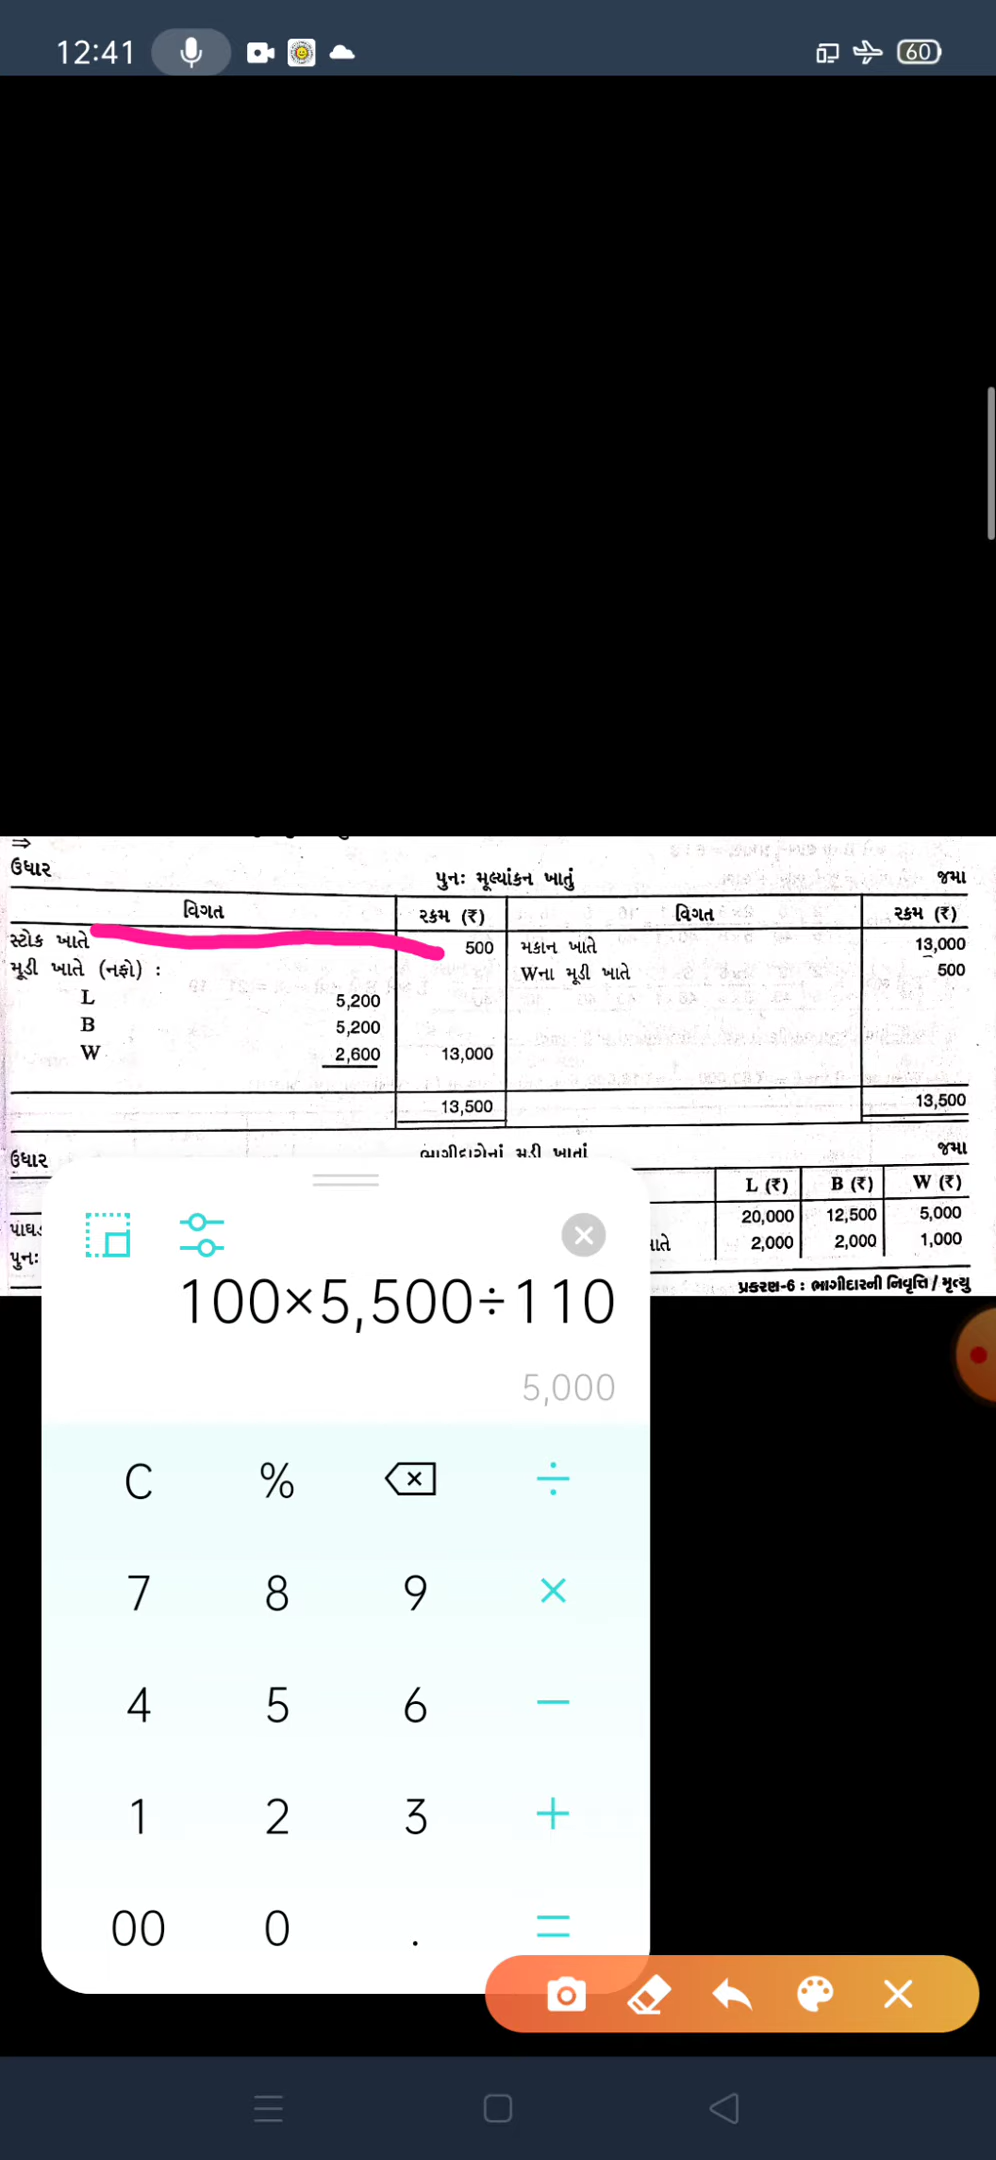 12:41
60
⇒
ઉધાર પુનઃ મૂલ્યાંકન ખાતું જમા
વિગત રકમ (₹) વિગત રકમ (₹)
સ્ટોક ખાતે 500 મકાન ખાતે 13,000
મૂડી ખાતે (નફો) : Wના મૂડી ખાતે 500
L 5,200
B 5,200
W 2,600 13,000
13,500 13,500
ઉધાર ભાગીદારોનાં મૂડી ખાતાં જમા
L (₹) B (₹) W (₹)
20,000 12,500 5,000
પુનઃ 2,000 2,000 1,000
પ્રકરણ-6 : ભાગીદારની નિવૃત્તિ / મૃત્યુ
100×5,500÷110
5,000
C % ÷
7 8 9 ×
4 5 6 −
1 2 3 +
00 0 . =